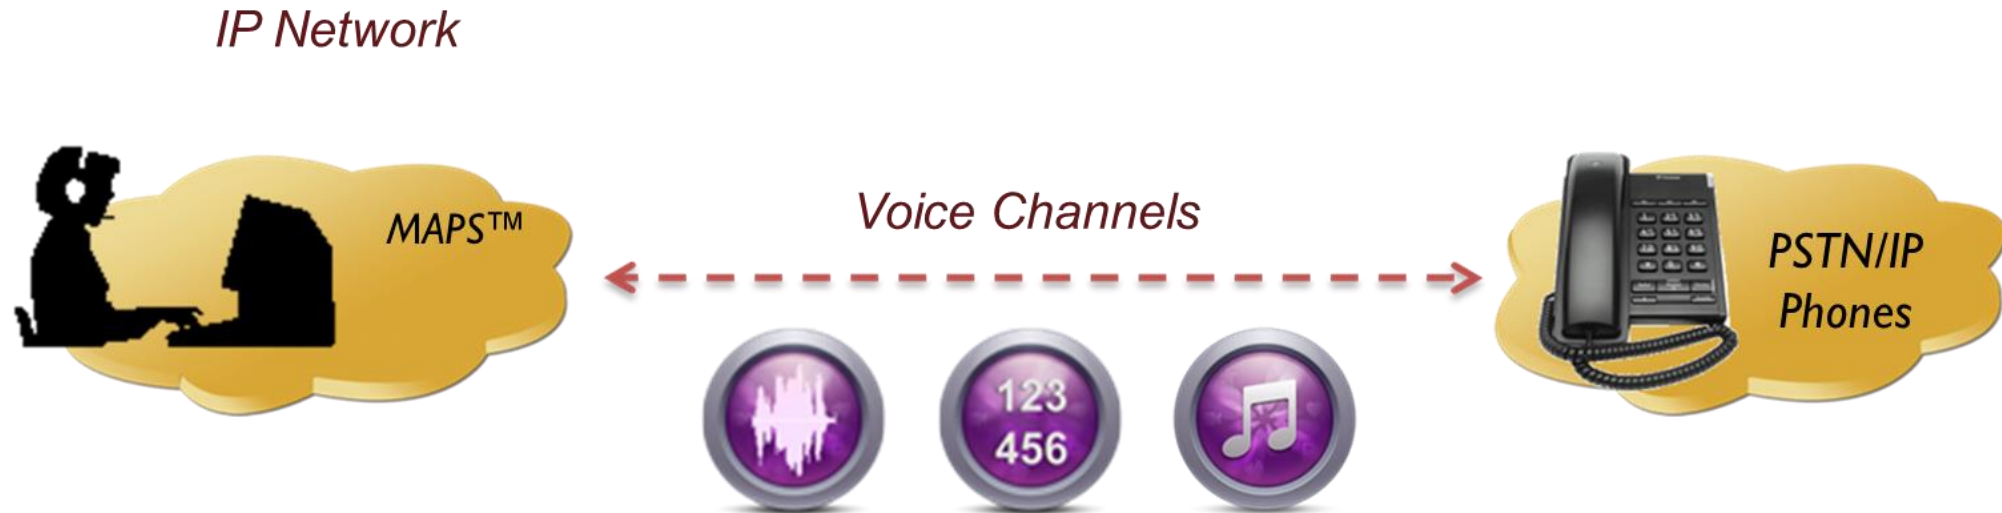 IP Network
MAPS™
Voice Channels
PSTN/IP
Phones
123
456